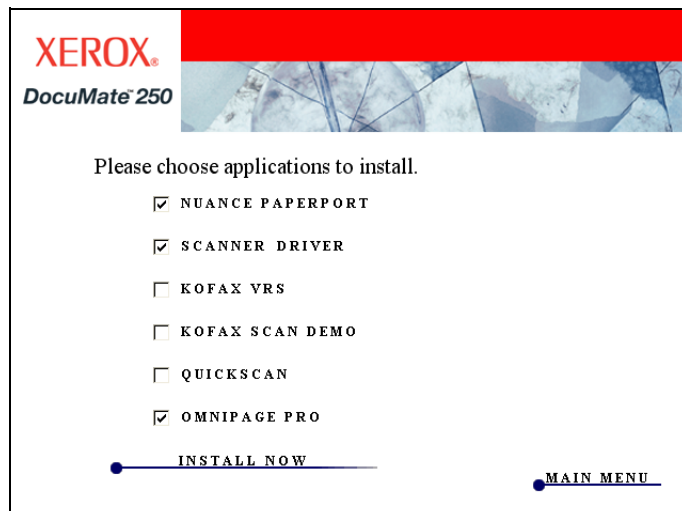 XEROX®
DocuMate™ 250
Please choose applications to install.
NUANCE PAPERPORT
SCANNER DRIVER
KOFAX VRS
KOFAX SCAN DEMO
QUICKSCAN
OMNIPAGE PRO
INSTALL NOW
MAIN MENU